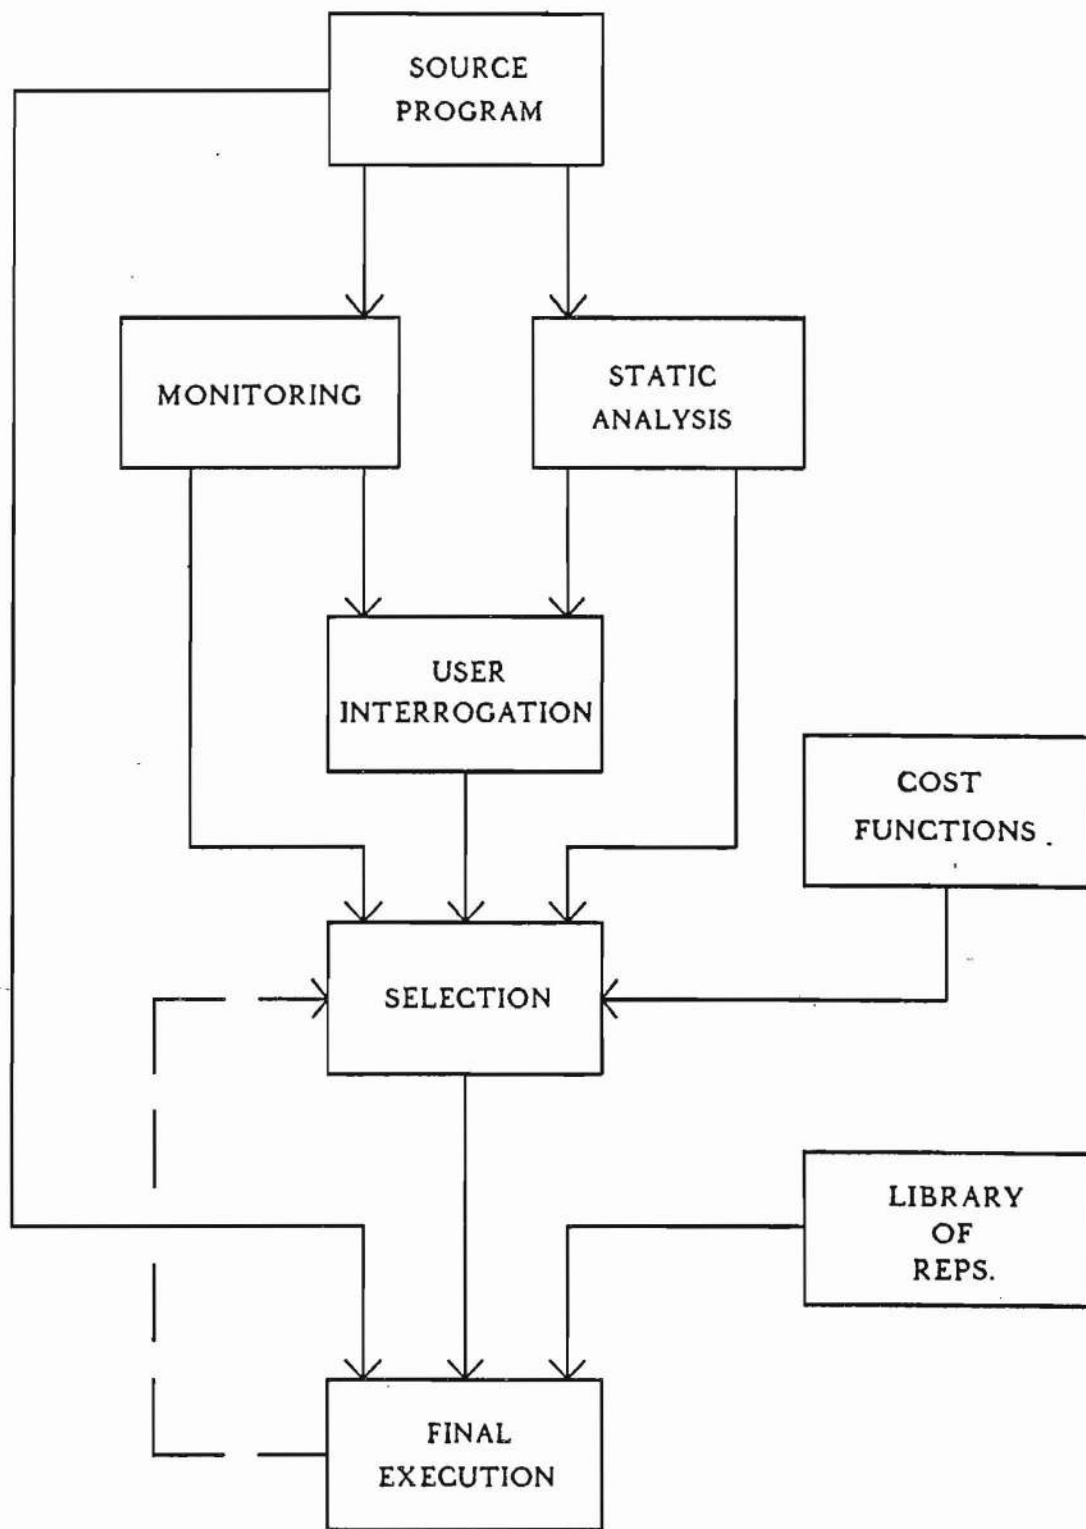 SOURCE
PROGRAM
MONITORING
STATIC
ANALYSIS
USER
INTERROGATION
COST
FUNCTIONS
SELECTION
LIBRARY
OF
REPS.
FINAL
EXECUTION